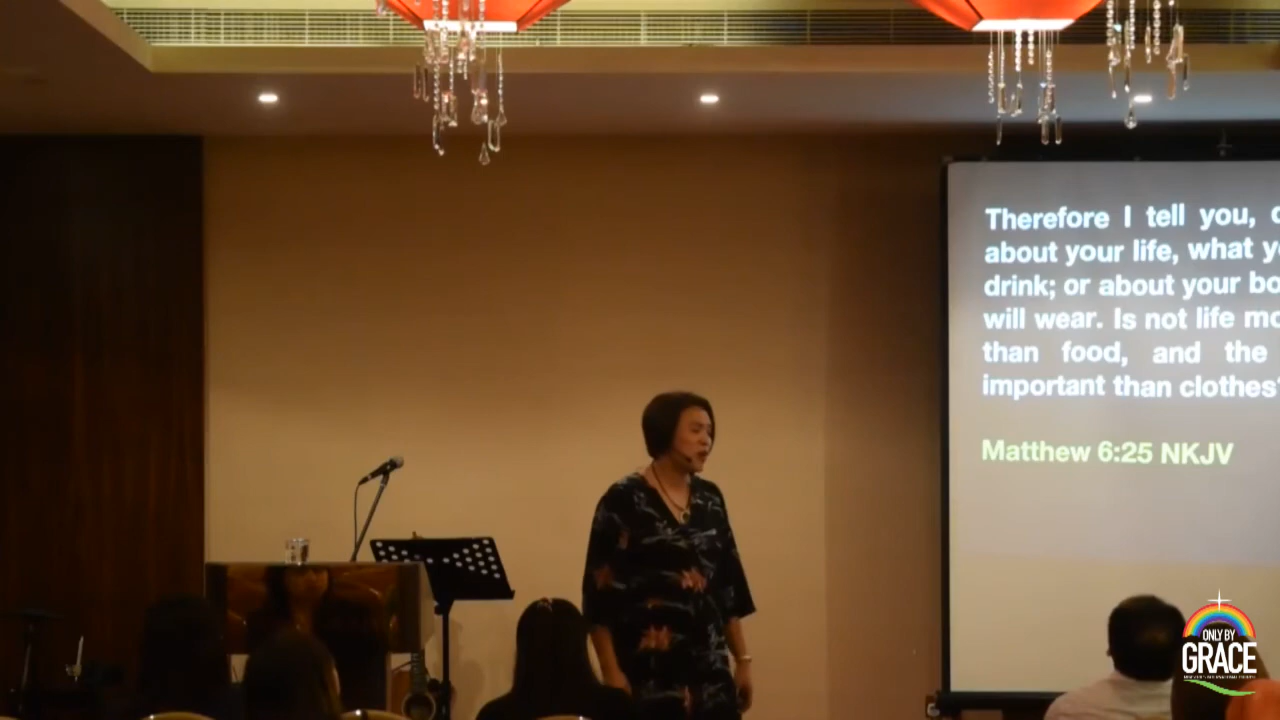 Therefore I tell you,
about your life, what
drink; or about your
will wear. Is not life
than food, and the
important than clothes
Matthew 6:25 NKJV
ONLY BY
GRACE